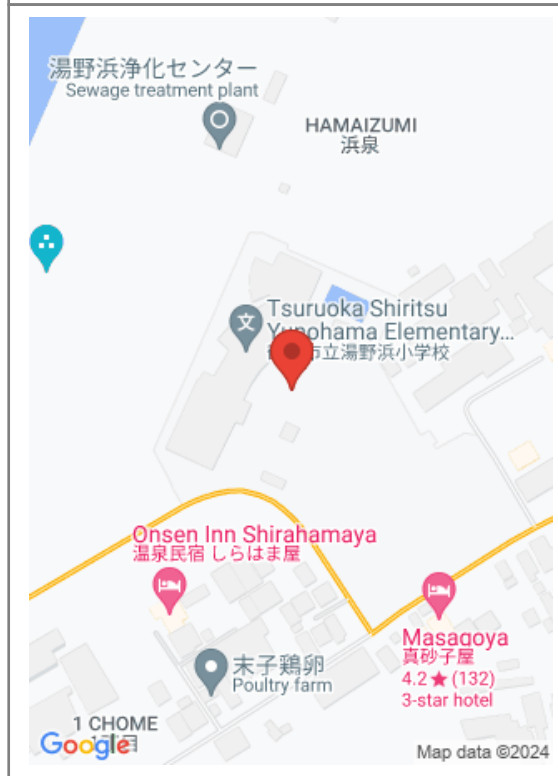 湯野浜浄化センター
Sewage treatment plant
HAMAIZUMI
浜泉
Tsuruoka Shiritsu
Yunohama Elementary...
市立湯野浜小学校
Onsen Inn Shirahamaya
温泉民宿 しらはま屋
Masagoya
真砂子屋
4.2 ★ (132)
3-star hotel
末子鶏卵
Poultry farm
1 CHOME
Google
Map data ©2024